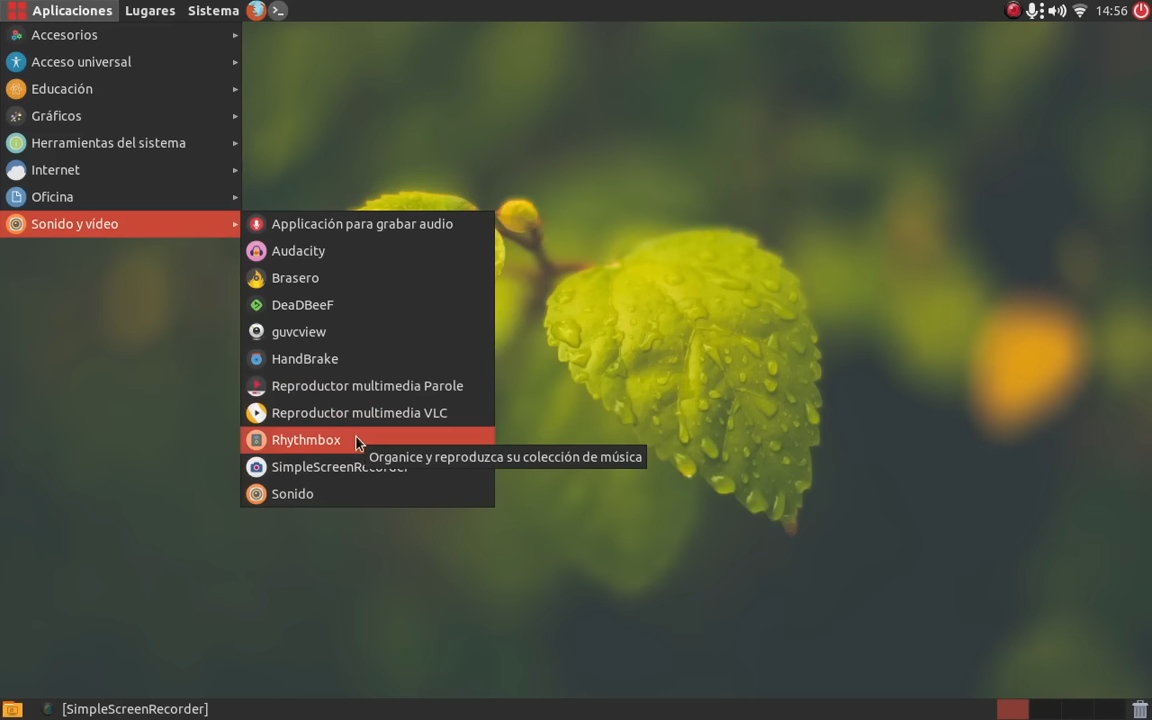 Aplicaciones Lugares Sistema 14:56
Accesorios
Acceso universal
Educación
Gráficos
Herramientas del sistema
Internet
Oficina
Sonido y vídeo
Applicación para grabar audio
Audacity
Brasero
DeaDBeeF
guvcview
HandBrake
Reproductor multimedia Parole
Reproductor multimedia VLC
Rhythmbox
Organice y reproduzca su colección de música
SimpleScreenRecorder
Sonido
[SimpleScreenRecorder]